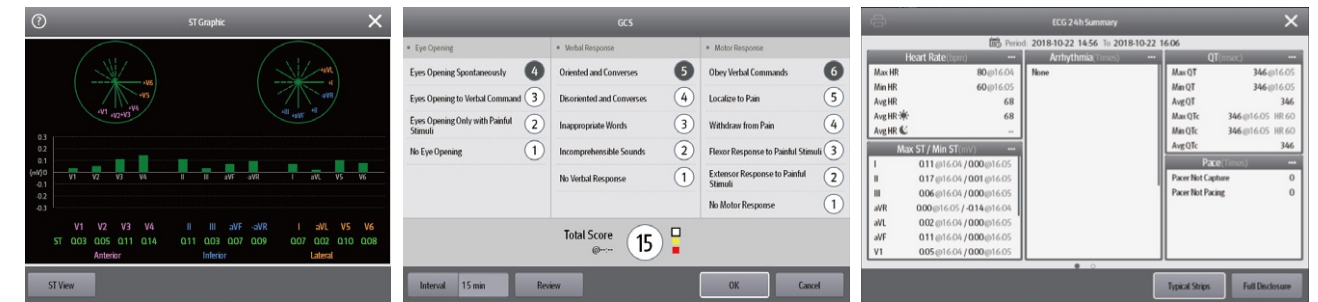 ST Graphic
+aVL
+V6
+I
+V5
-aVR
+V4
+V1
+V2
+V3
+III
+aVF
+II
0.3
0.2
0.1
(mV) 0
-0.1
-0.2
-0.3
V1 V2 V3 V4 II III aVF -aVR I aVL V5 V6
V1 V2 V3 V4 II III aVF -aVR I aVL V5 V6
ST 0.03 0.05 0.11 0.14 0.11 0.03 0.07 0.09 0.07 0.02 0.10 0.08
Anterior Inferior Lateral
ST View
GCS
Eye Opening
Eyes Opening Spontaneously 4
Eyes Opening to Verbal Command 3
Eyes Opening Only with Painful
Stimuli 2
No Eye Opening 1
Verbal Response
Oriented and Converses 5
Disoriented and Converses 4
Inappropriate Words 3
Incomprehensible Sounds 2
No Verbal Response 1
Motor Response
Obey Verbal Commands 6
Localize to Pain 5
Withdraw from Pain 4
Flexor Response to Painful Stimuli 3
Extensor Response to Painful
Stimuli 2
No Motor Response 1
Total Score
@--:--
15
Interval 15 min Review OK Cancel
ECG 24h Summary
Period: 2018-10-22 14:56 To 2018-10-22 16:06
Heart Rate(bpm) ...
Max HR 80@16:04
Min HR 60@16:05
Avg HR 68
Avg HR 68
Avg HR --
Max ST / Min ST(mV) ...
I 0.11@16:04 / 0.00@16:05
II 0.17@16:04 / 0.01@16:05
III 0.06@16:04 / 0.00@16:05
aVR 0.00@16:05 / -0.14@16:04
aVL 0.02@16:04 / 0.00@16:05
aVF 0.11@16:04 / 0.00@16:05
V1 0.05@16:04 / 0.00@16:05
Arrhythmia(Times) ...
None
QT(msec) ...
Max QT 346@16:05
Min QT 346@16:05
Avg QT 346
Max QTc 346@16:05 HR 60
Min QTc 346@16:05 HR 60
Avg QTc 346
Pace(Times) ...
Pacer Not Capture 0
Pacer Not Pacing 0
Typical Strips Full Disclosure